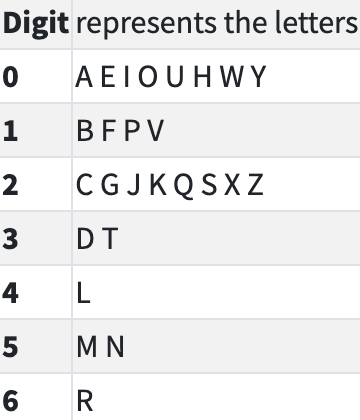 Digit represents the letters
0 A E I O U H W Y
1 B F P V
2 C G J K Q S X Z
3 D T
4 L
5 M N
6 R